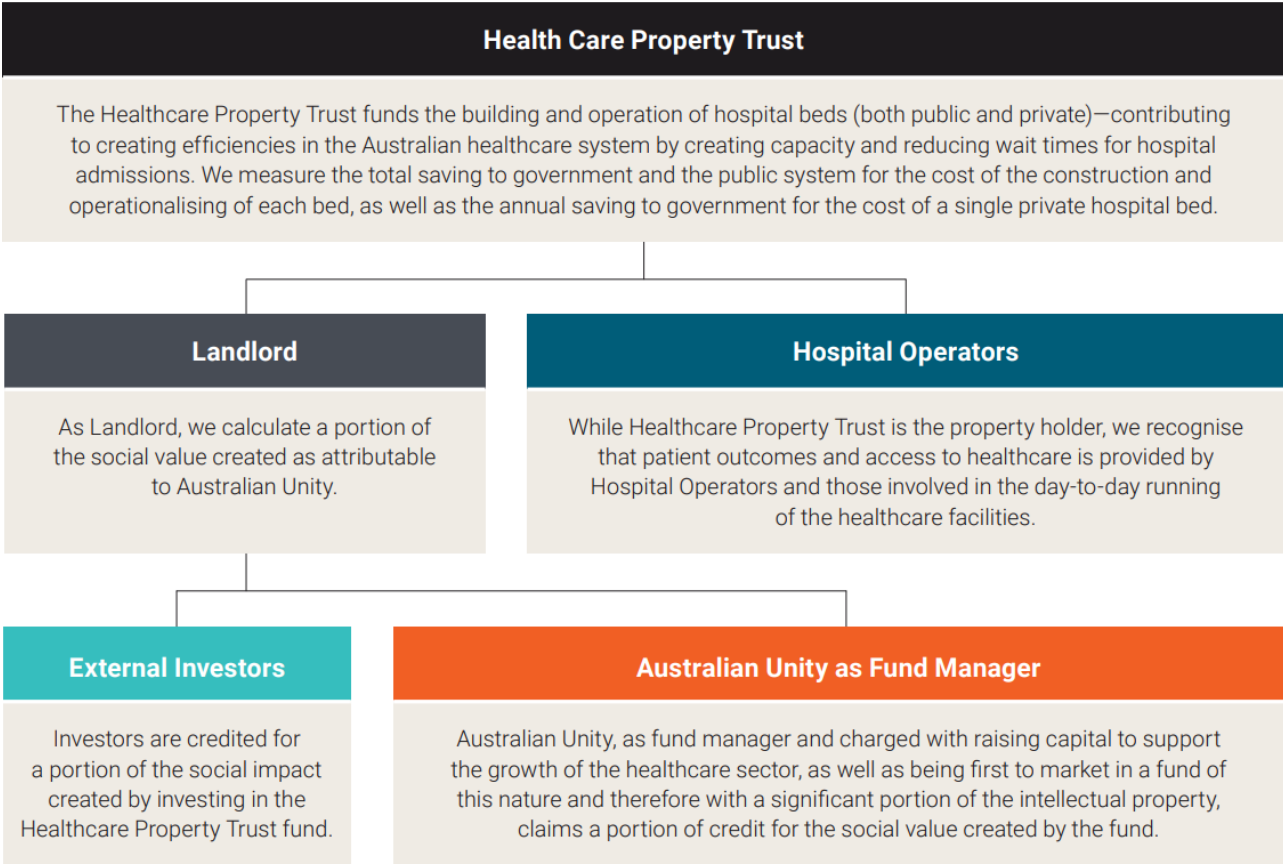 Health Care Property Trust
The Healthcare Property Trust funds the building and operation of hospital beds (both public and private)—contributing
to creating efficiencies in the Australian healthcare system by creating capacity and reducing wait times for hospital
admissions. We measure the total saving to government and the public system for the cost of the construction and
operationalising of each bed, as well as the annual saving to government for the cost of a single private hospital bed.
Landlord
As Landlord, we calculate a portion of
the social value created as attributable
to Australian Unity.
Hospital Operators
While Healthcare Property Trust is the property holder, we recognise
that patient outcomes and access to healthcare is provided by
Hospital Operators and those involved in the day-to-day running
of the healthcare facilities.
External Investors
Investors are credited for
a portion of the social impact
created by investing in the
Healthcare Property Trust fund.
Australian Unity as Fund Manager
Australian Unity, as fund manager and charged with raising capital to support
the growth of the healthcare sector, as well as being first to market in a fund of
this nature and therefore with a significant portion of the intellectual property,
claims a portion of credit for the social value created by the fund.